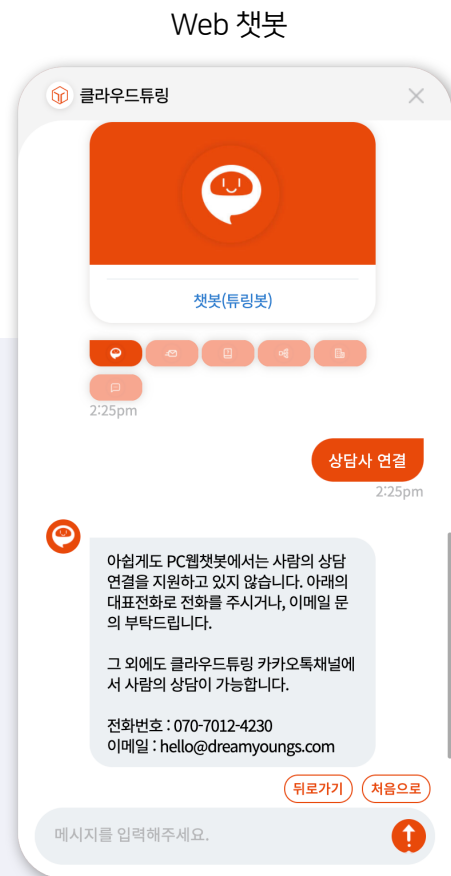 Web 챗봇
클라우드튜링
챗봇(튜링봇)
2:25pm
상담사 연결
2:25pm
아쉽게도 PC웹챗봇에서는 사람의 상담
연결을 지원하고 있지 않습니다. 아래의
대표전화로 전화를 주시거나, 이메일 문
의 부탁드립니다.
그 외에도 클라우드튜링 카카오톡채널에
서 사람의 상담이 가능합니다.
전화번호 : 070-7012-4230
이메일 : hello@dreamyoungs.com
뒤로가기 처음으로
메시지를 입력해주세요.